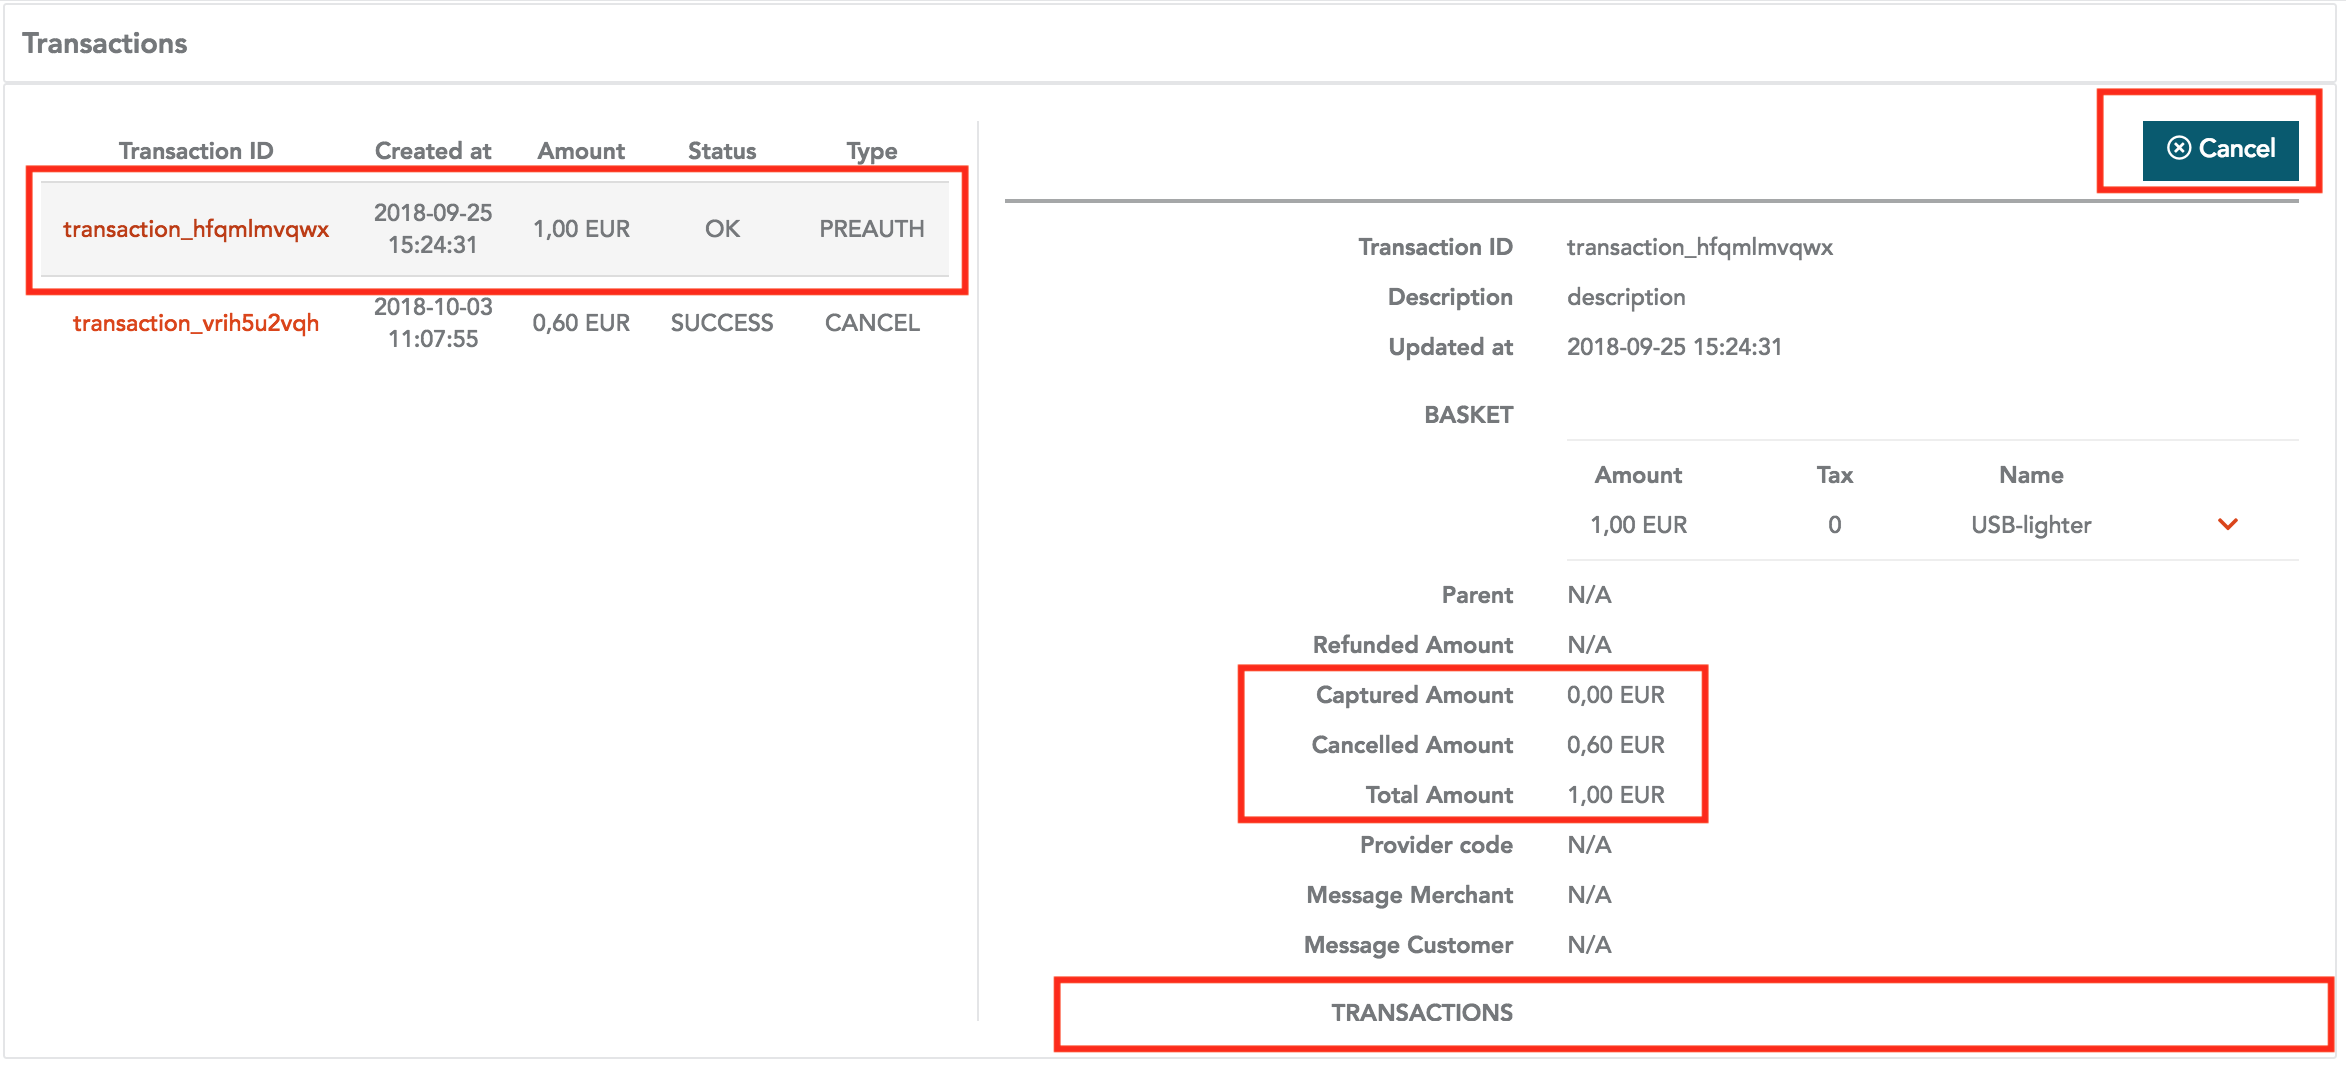 Transactions
Cancel
Transaction ID Created at Amount Status Type
transaction_hfqmlmvqwx 2018-09-25 15:24:31 1,00 EUR OK PREAUTH
transaction_vrih5u2vqh 2018-10-03 11:07:55 0,60 EUR SUCCESS CANCEL
Transaction ID transaction_hfqmlmvqwx
Description description
Updated at 2018-09-25 15:24:31
BASKET
Amount Tax Name
1,00 EUR 0 USB-lighter
Parent N/A
Refunded Amount N/A
Captured Amount 0,00 EUR
Cancelled Amount 0,60 EUR
Total Amount 1,00 EUR
Provider code N/A
Message Merchant N/A
Message Customer N/A
TRANSACTIONS